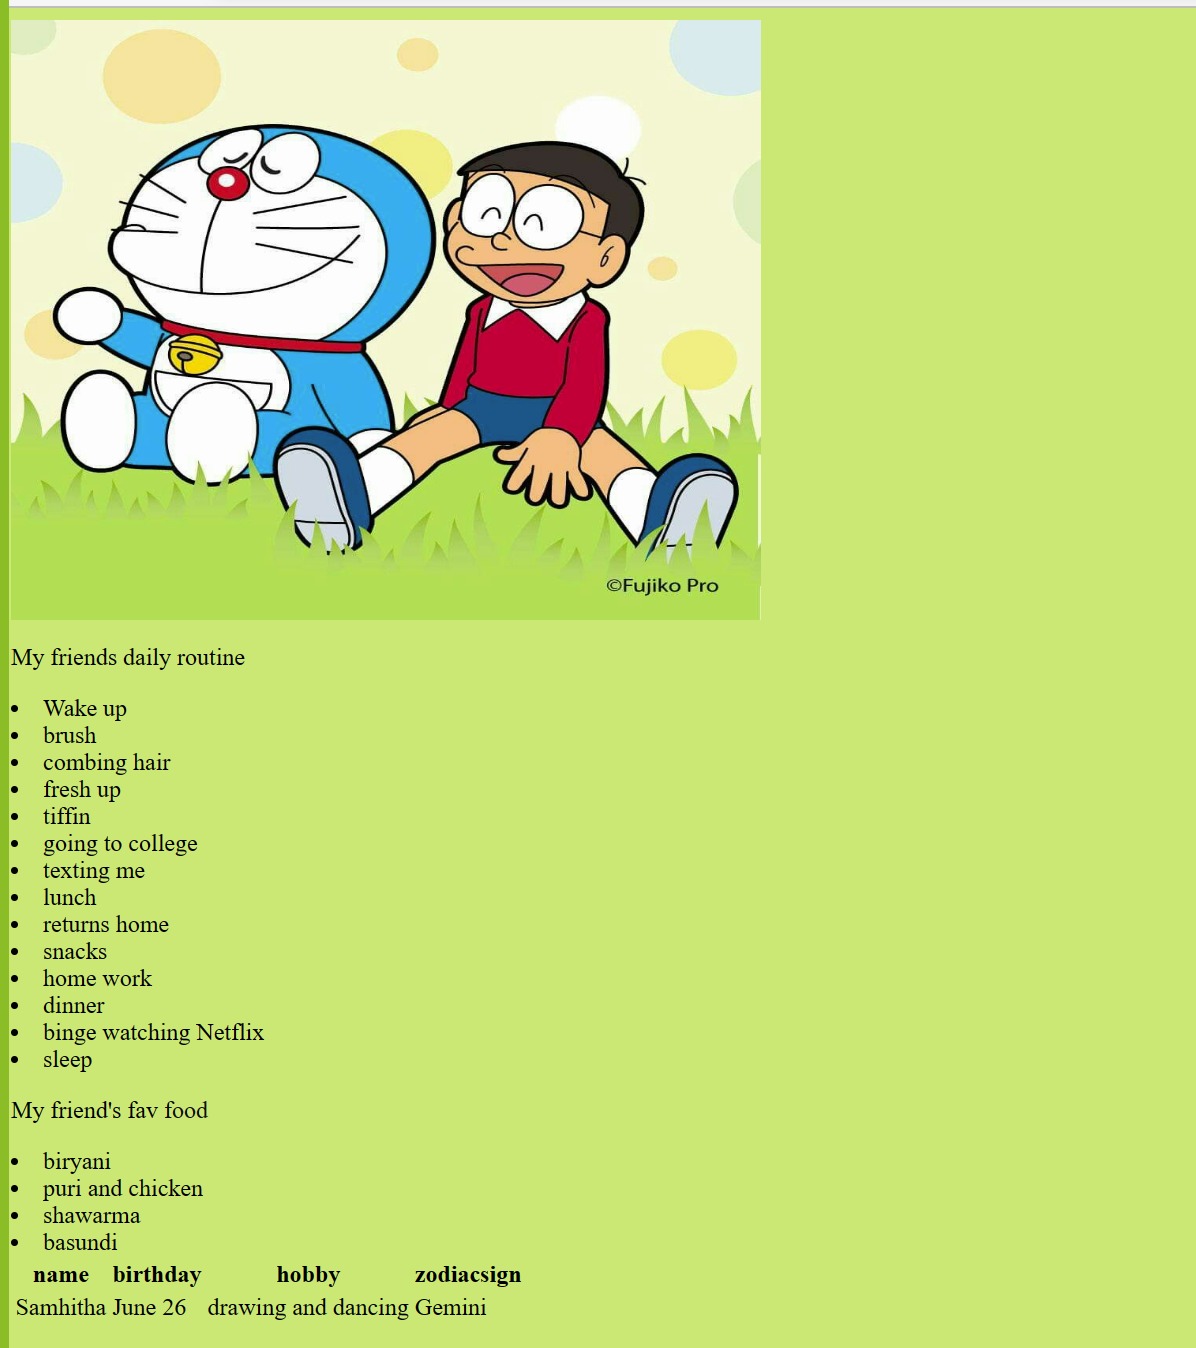 ©Fujiko Pro
My friends daily routine
Wake up
brush
combing hair
fresh up
tiffin
going to college
texting me
lunch
returns home
snacks
home work
dinner
binge watching Netflix
sleep
My friend's fav food
biryani
puri and chicken
shawarma
basundi
name birthday hobby zodiacsign
Samhitha June 26 drawing and dancing Gemini